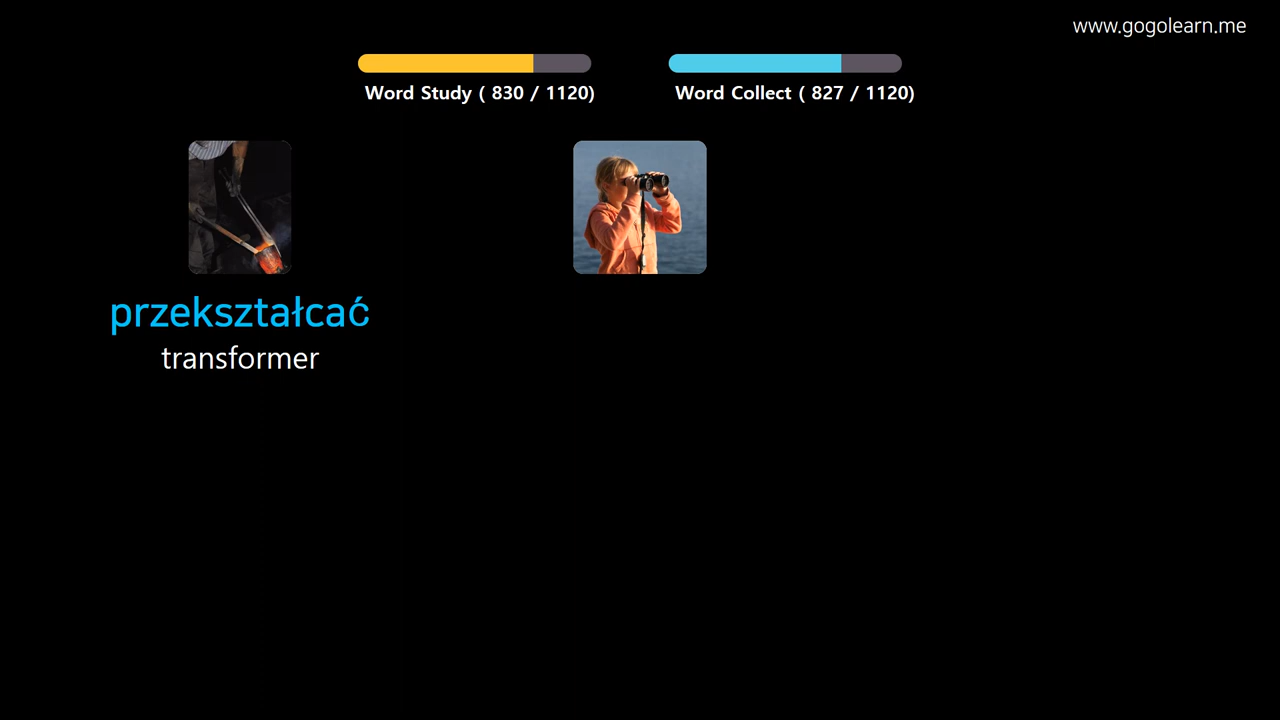 www.gogolearn.me
Word Study ( 830 / 1120)
Word Collect ( 827 / 1120)
przekształcać
transformer